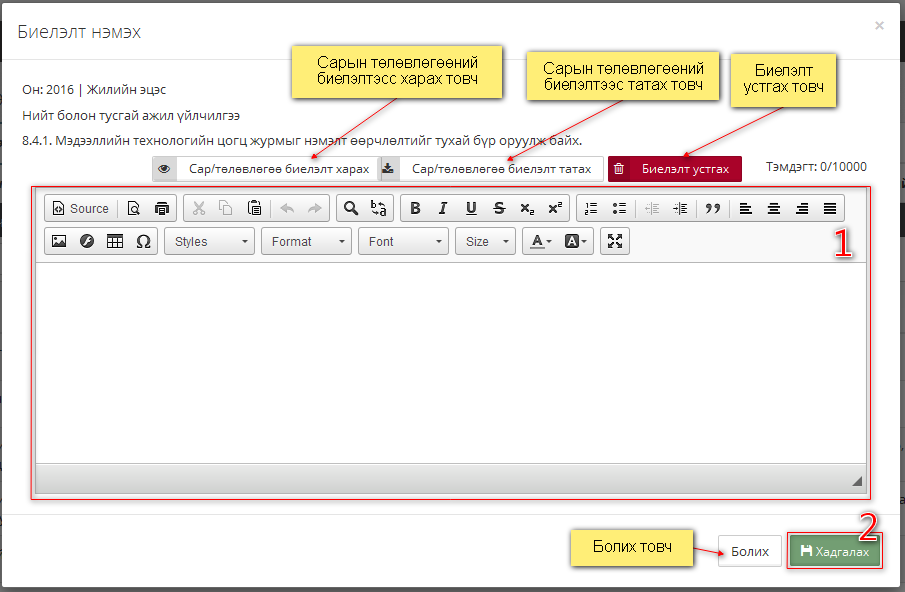 Биелэлт нэмэх
×
Сарын төлөвлөгөөний
биелэлтэсс харах товч
Сарын төлөвлөгөөний
биелэлтээс татах товч
Биелэлт
устгах товч
Он: 2016 | Жилийн эцэс
Нийт болон тусгай ажил үйлчилгээ
8.4.1. Мэдээллийн технологийн цогц журмыг нэмэлт өөрчлөлтийг тухай бүр оруулж байх.
Сар/төлөвлөгөө биелэлт харах
Сар/төлөвлөгөө биелэлт татах
Биелэлт устгах
Тэмдэгт: 0/10000
Source
B I U S x₂ x²
Styles Format Font Size A A
1
2
Болих товч
Болих
Хадгалах